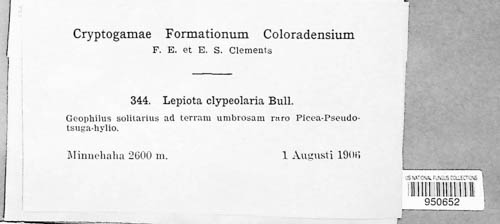 Cryptogamae Formationum Coloradensium
F. E. et E. S. Clements
344. Lepiota clypeolaria Bull.
Geophilus solitarius ad terram umbrosam raro Picea-Pseudo-
tsuga-hylio.
Minnehaha 2600 m. 1 Augusti 1906
US NATIONAL FUNGUS COLLECTIONS
950652